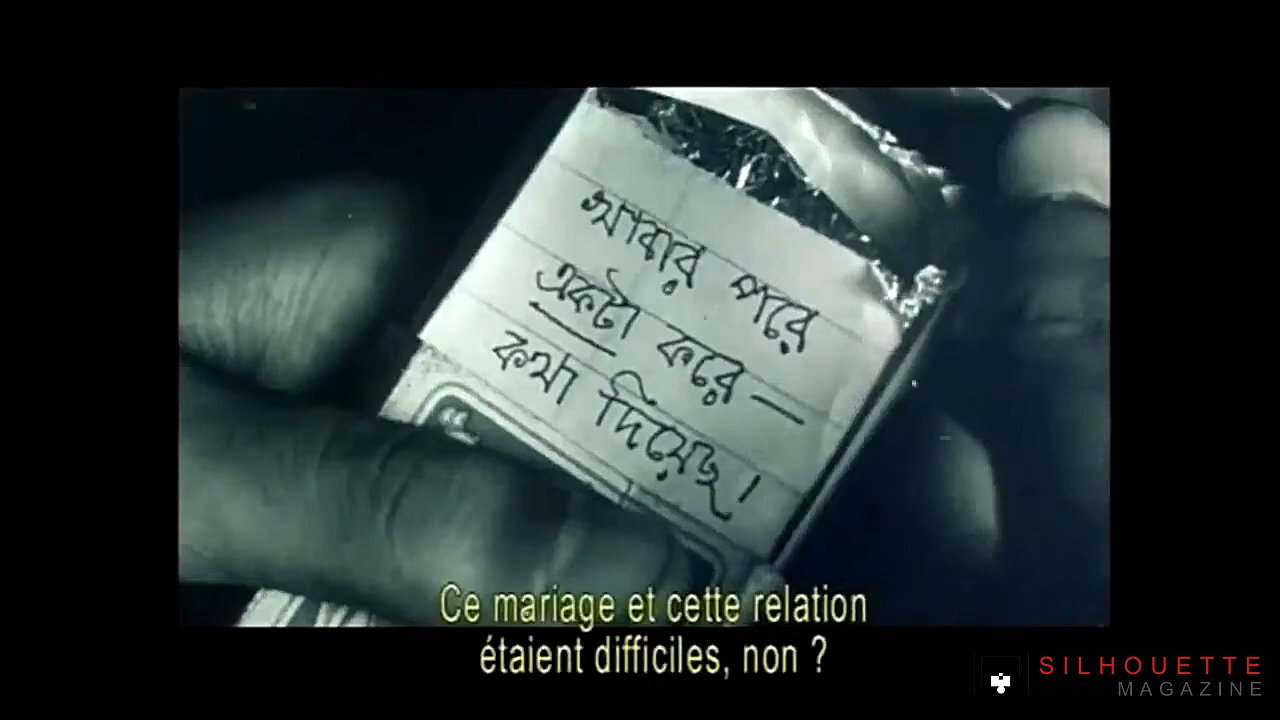 খাবার পরে
একটা করে —
কথা দিয়েছ।
Ce mariage et cette relation
étaient difficiles, non ?
SILHOUETTE
MAGAZINE